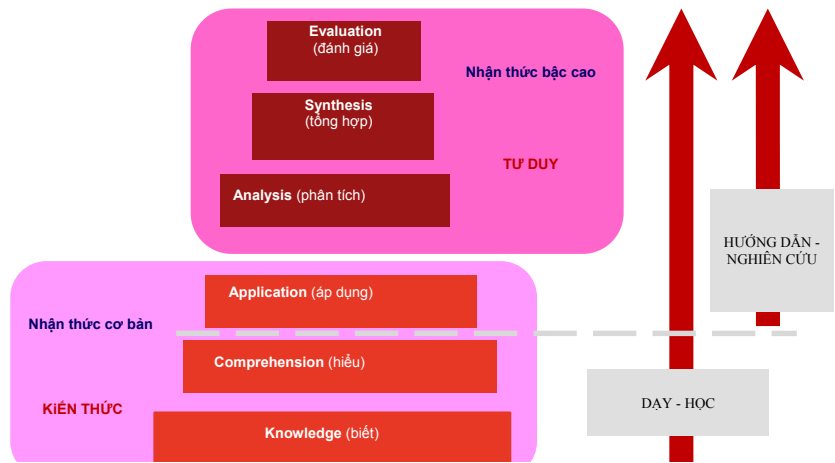 Evaluation
(đánh giá)
Nhận thức bậc cao
Synthesis
(tổng hợp)
TƯ DUY
Analysis (phân tích)
HƯỚNG DẪN -
NGHIÊN CỨU
Application (áp dụng)
Nhận thức cơ bản
Comprehension (hiểu)
KIẾN THỨC
DẠY - HỌC
Knowledge (biết)